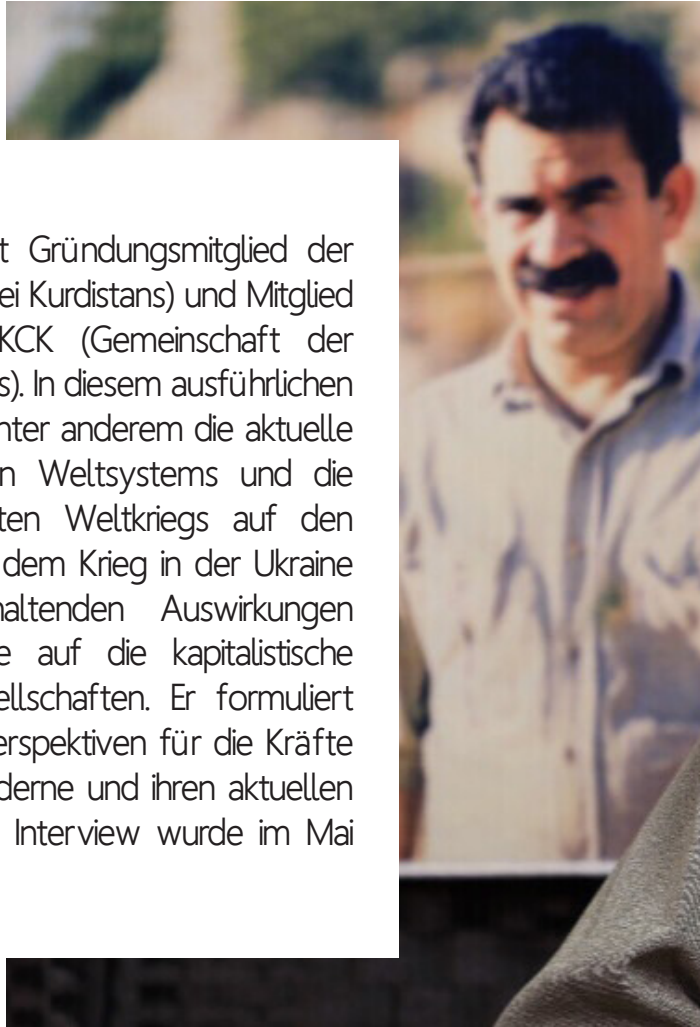 t Gründungsmitglied der
ei Kurdistans) und Mitglied
KCK (Gemeinschaft der
s). In diesem ausführlichen
nter anderem die aktuelle
n Weltsystems und die
ten Weltkriegs auf den
dem Krieg in der Ukraine
haltenden Auswirkungen
e auf die kapitalistische
ellschaften. Er formuliert
erspektiven für die Kräfte
derne und ihren aktuellen
Interview wurde im Mai